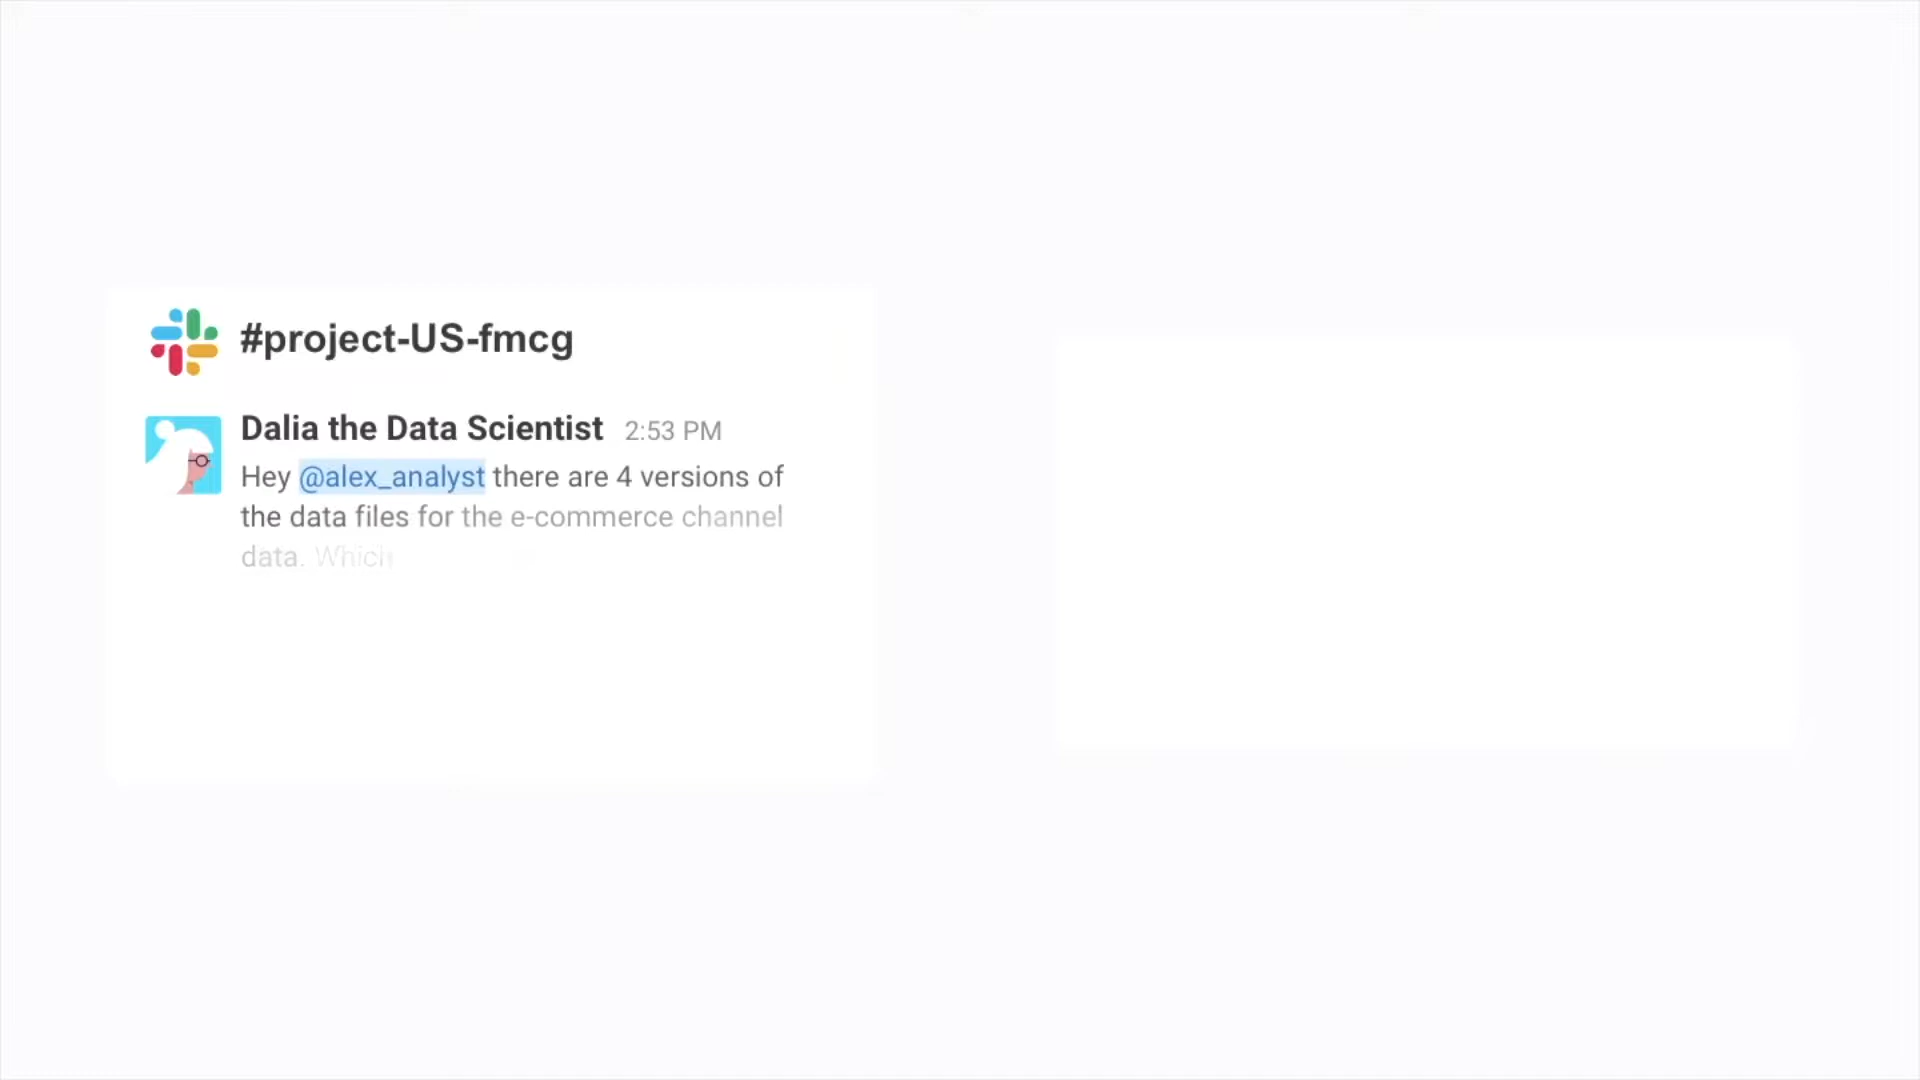 #project-US-fmcg
Dalia the Data Scientist 2:53 PM
Hey @alex_analyst there are 4 versions of
the data files for the e-commerce channel
data. Which